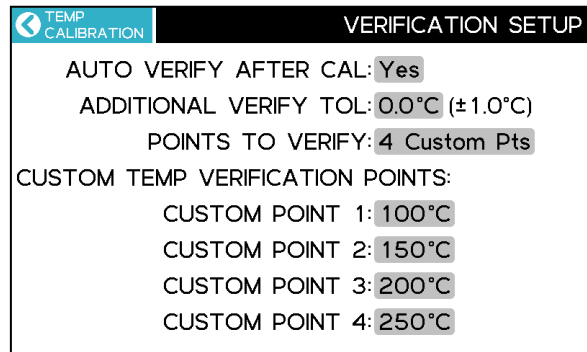 TEMP
CALIBRATION
VERIFICATION SETUP
AUTO VERIFY AFTER CAL: Yes
ADDITIONAL VERIFY TOL: 0.0°C (±1.0°C)
POINTS TO VERIFY: 4 Custom Pts
CUSTOM TEMP VERIFICATION POINTS:
CUSTOM POINT 1: 100°C
CUSTOM POINT 2: 150°C
CUSTOM POINT 3: 200°C
CUSTOM POINT 4: 250°C